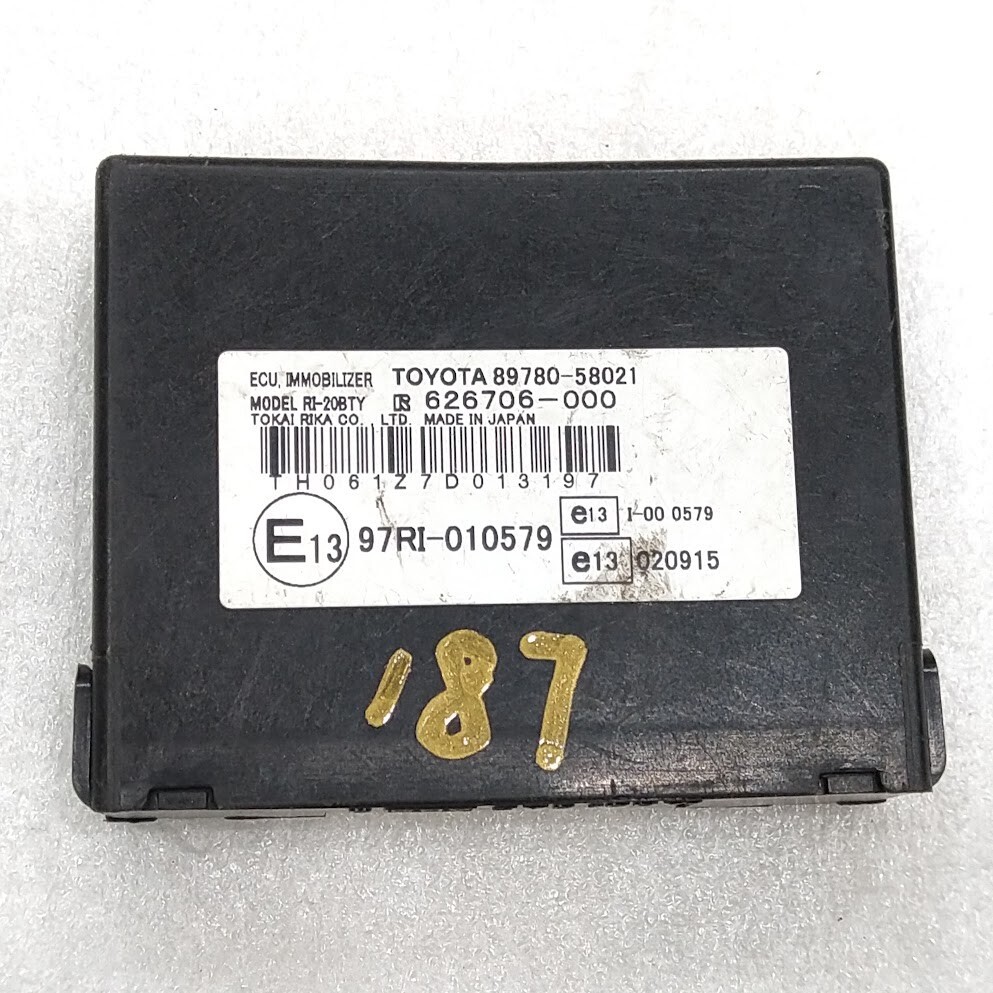 ECU, IMMOBILIZER TOYOTA 89780-58021
MODEL RI-20BTY R 626706-000
TOKAI RIKA CO., LTD. MADE IN JAPAN
TH061Z7D013197
E13 97RI-010579 e13 I-00 0579
e13 020915
'87